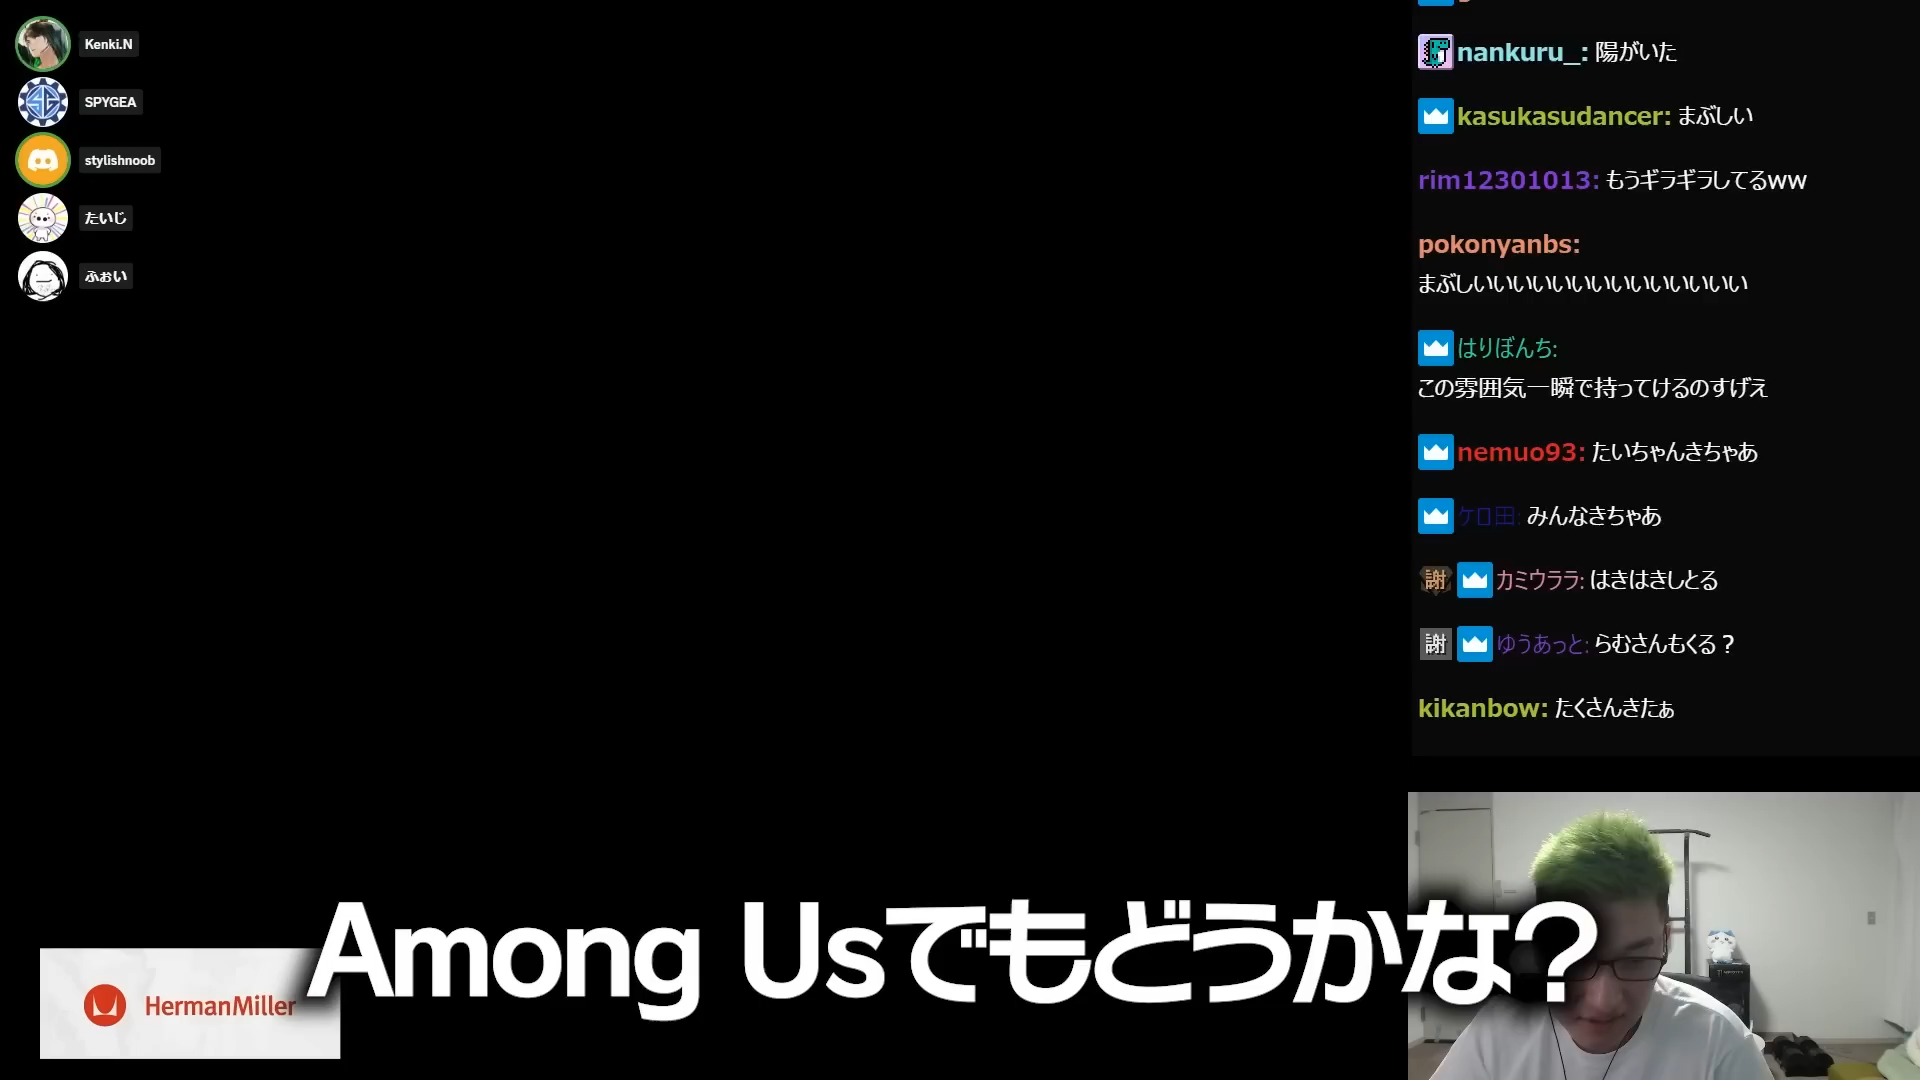 Kenki.N
SPYGEA
stylishnoob
たいじ
ふぉい
nankuru_: 陽がいた
kasukasudancer: まぶしい
rim12301013: もうギラギラしてるww
pokonyanbs:
まぶしいいいいいいいいいいいいいい
はりぼんち:
この雰囲気一瞬で持ってけるのすげえ
nemuo93: たいちゃんきちゃあ
ケ▯田: みんなきちゃあ
謝 カミウララ: はきはきしとる
謝 ゆうあっと: らむさんもくる？
kikanbow: たくさんきたぁ
Among Usでもどうかな?
HermanMiller